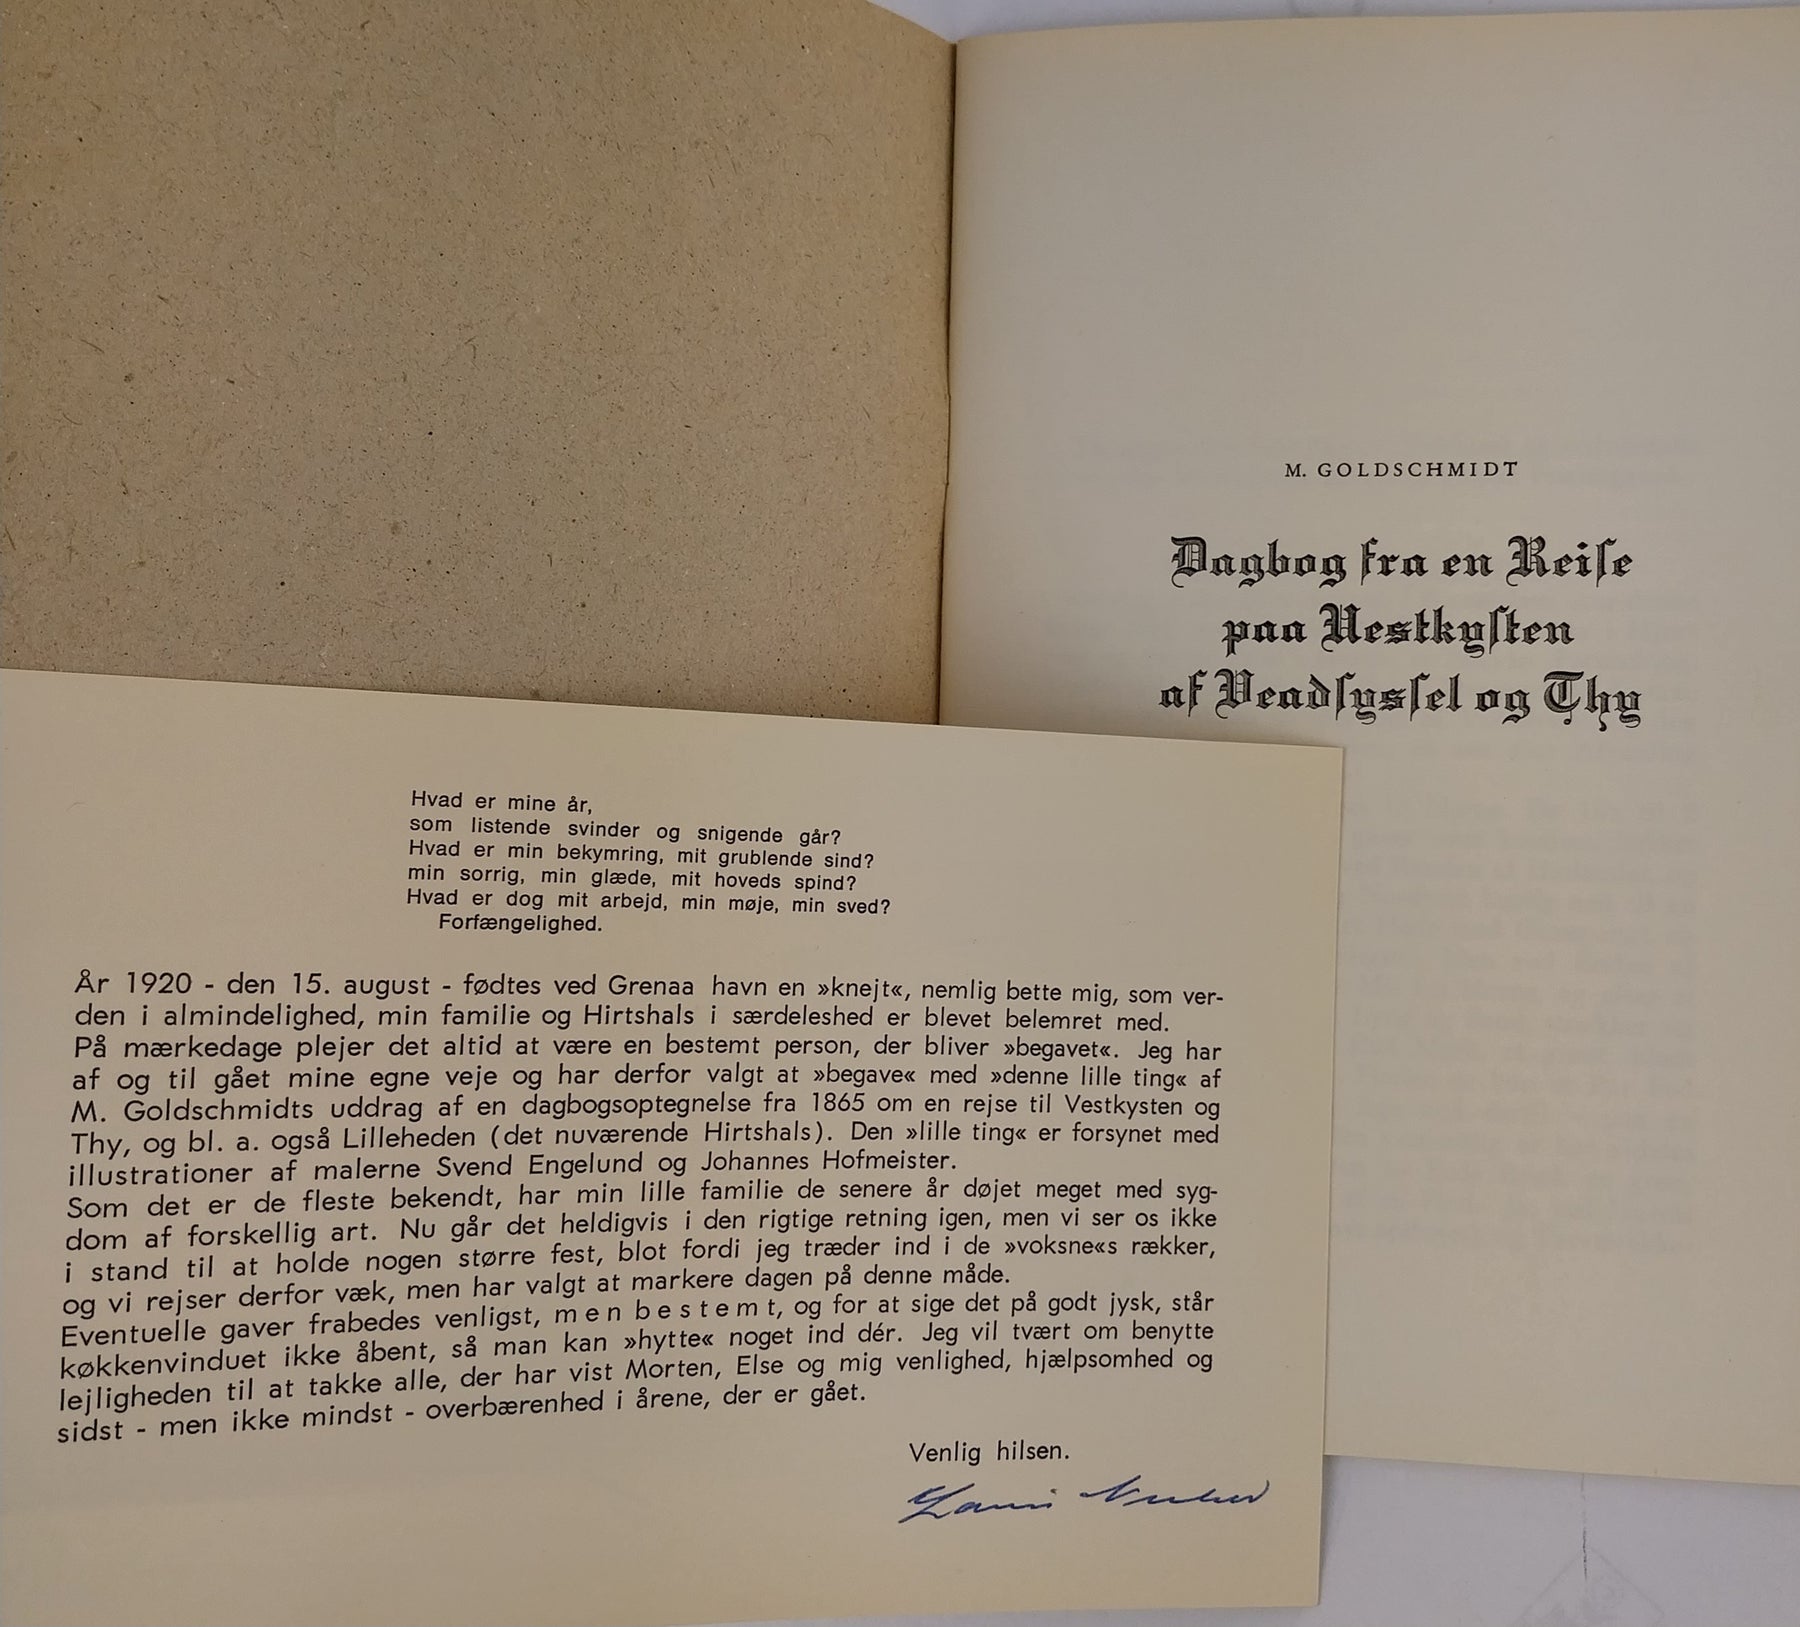 M. GOLDSCHMIDT
Dagbog fra en Reiſe
paa Veſtkyſten
af Vendſysſel og Thy
Hvad er mine år,
som listende svinder og snigende går?
Hvad er min bekymring, mit grublende sind?
min sorrig, min glæde, mit hoveds spind?
Hvad er dog mit arbejd, min møje, min sved?
Forfængelighed.
År 1920 - den 15. august - fødtes ved Grenaa havn en »knejt«, nemlig bette mig, som ver-
den i almindelighed, min familie og Hirtshals i særdeleshed er blevet belemret med.
På mærkedage plejer det altid at være en bestemt person, der bliver »begavet«. Jeg har
af og til gået mine egne veje og har derfor valgt at »begave« med »denne lille ting« af
M. Goldschmidts uddrag af en dagbogsoptegnelse fra 1865 om en rejse til Vestkysten og
Thy, og bl. a. også Lilleheden (det nuværende Hirtshals). Den »lille ting« er forsynet med
illustrationer af malerne Svend Engelund og Johannes Hofmeister.
Som det er de fleste bekendt, har min lille familie de senere år døjet meget med syg-
dom af forskellig art. Nu går det heldigvis i den rigtige retning igen, men vi ser os ikke
i stand til at holde nogen større fest, blot fordi jeg træder ind i de »voksne«s rækker,
og vi rejser derfor væk, men har valgt at markere dagen på denne måde.
Eventuelle gaver frabedes venligst, men bestemt, og for at sige det på godt jysk, står
køkkenvinduet ikke åbent, så man kan »hytte« noget ind dér. Jeg vil tvært om benytte
lejligheden til at takke alle, der har vist Morten, Else og mig venlighed, hjælpsomhed og
sidst - men ikke mindst - overbærenhed i årene, der er gået.
Venlig hilsen.